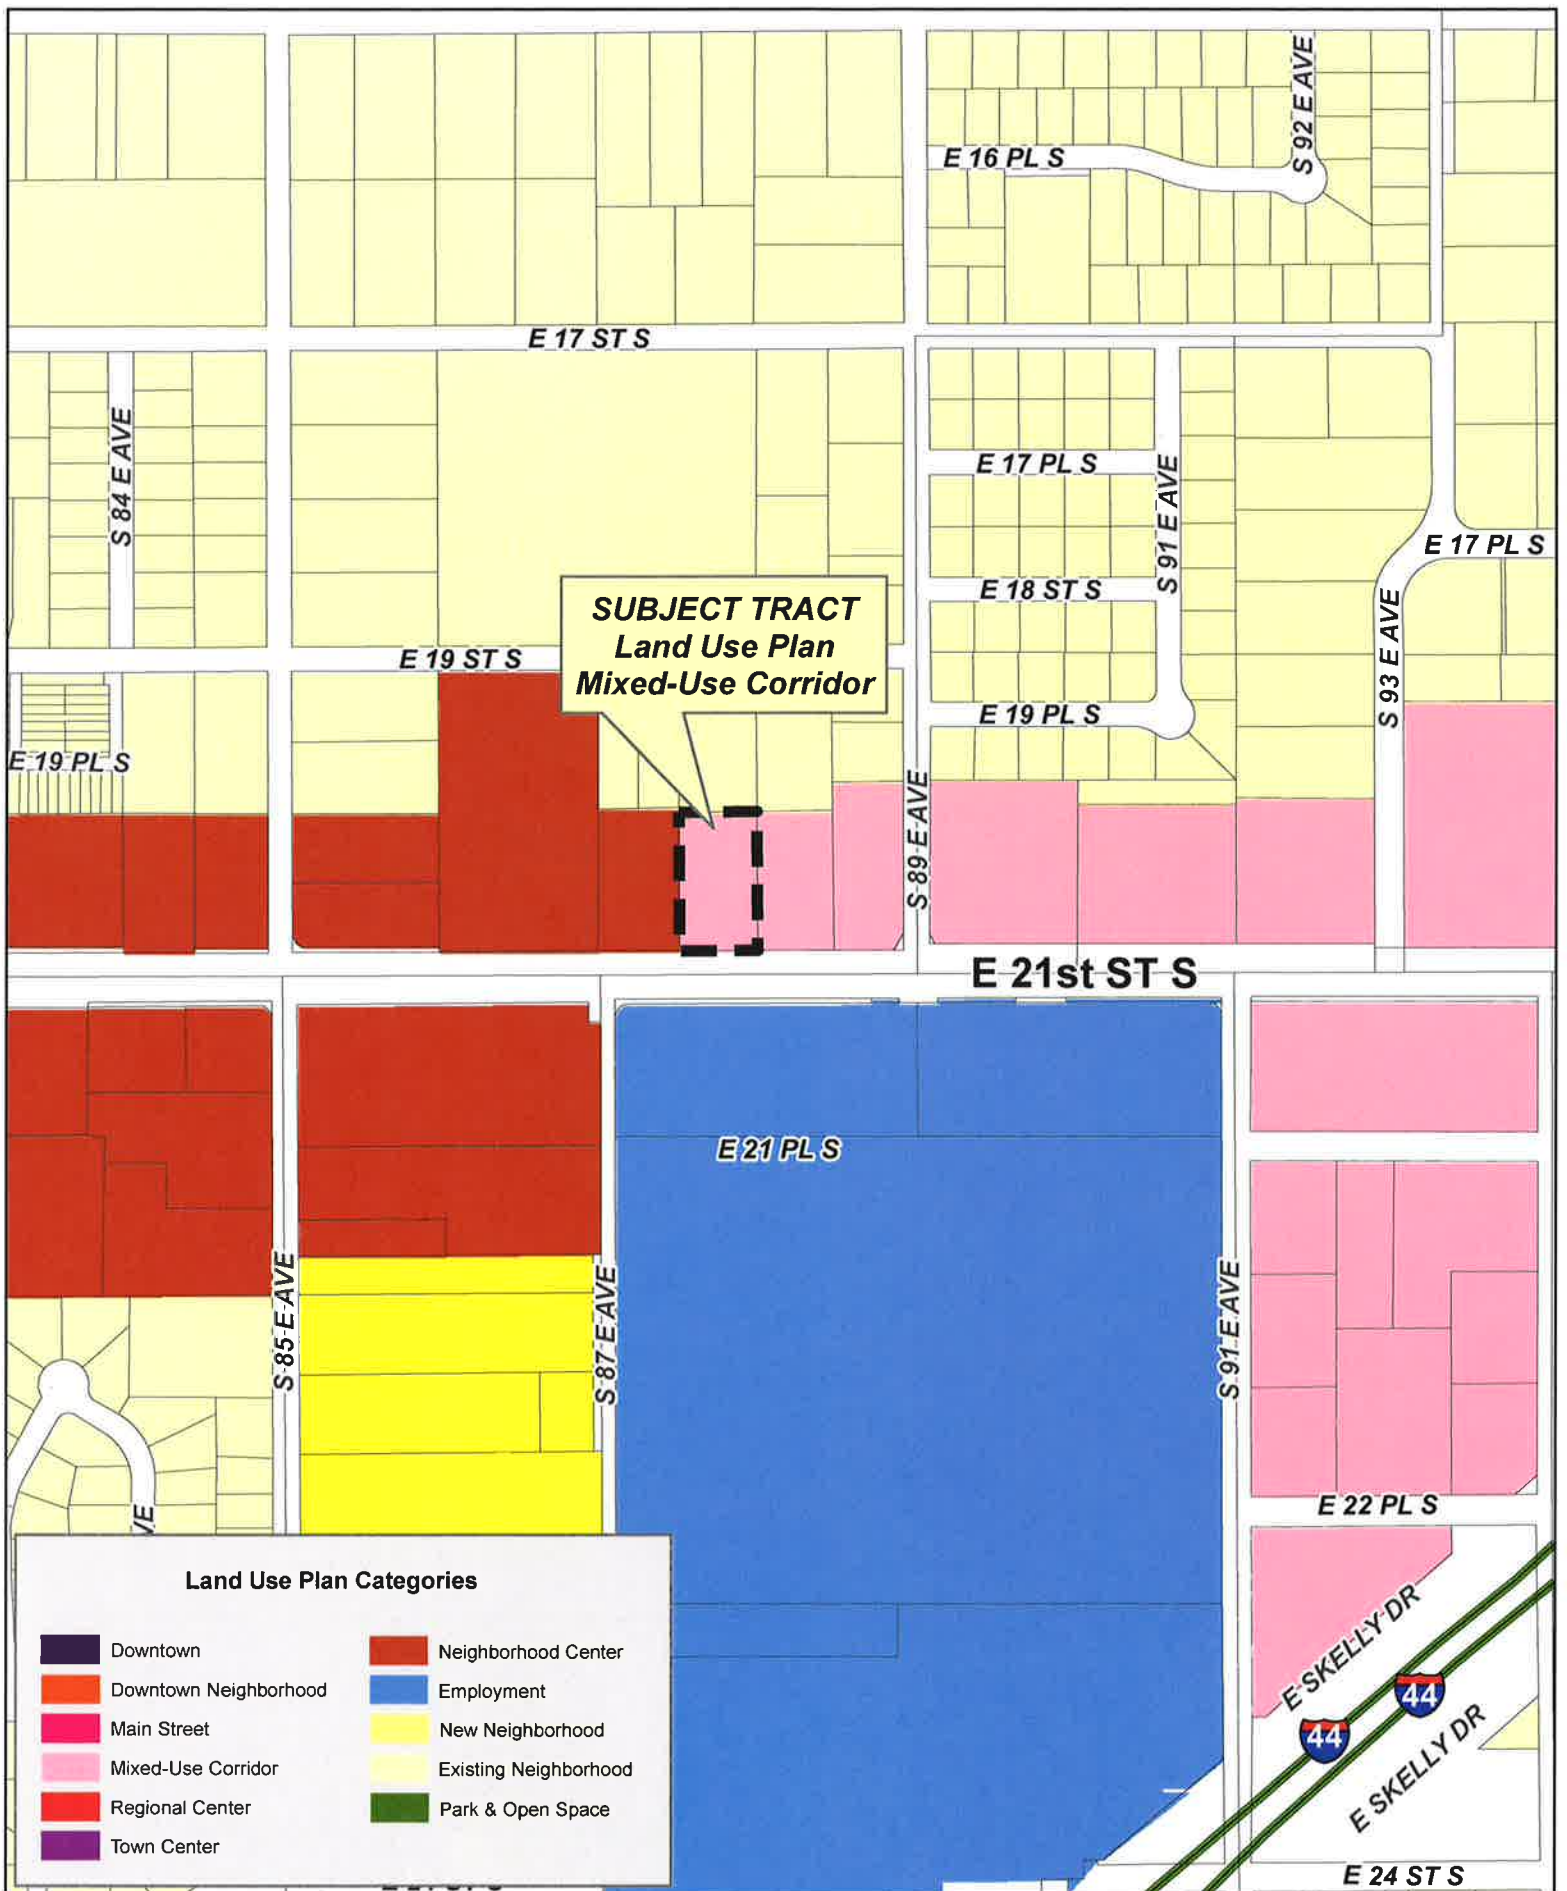 S 92 E AVE
E 16 PL S
E 17 ST S
S 84 E AVE
E 17 PL S
S 91 E AVE
E 17 PL S
E 18 ST S
SUBJECT TRACT
Land Use Plan
Mixed-Use Corridor
S 93 E AVE
E 19 ST S
E 19 PL S
E 19 PL S
S 89 E AVE
E 21st ST S
E 21 PL S
S 85 E AVE
S 87 E AVE
S 91 E AVE
E 22 PL S
E SKELLY DR
44
44
E SKELLY DR
E 24 ST S
Land Use Plan Categories
Downtown
Downtown Neighborhood
Main Street
Mixed-Use Corridor
Regional Center
Town Center
Neighborhood Center
Employment
New Neighborhood
Existing Neighborhood
Park & Open Space